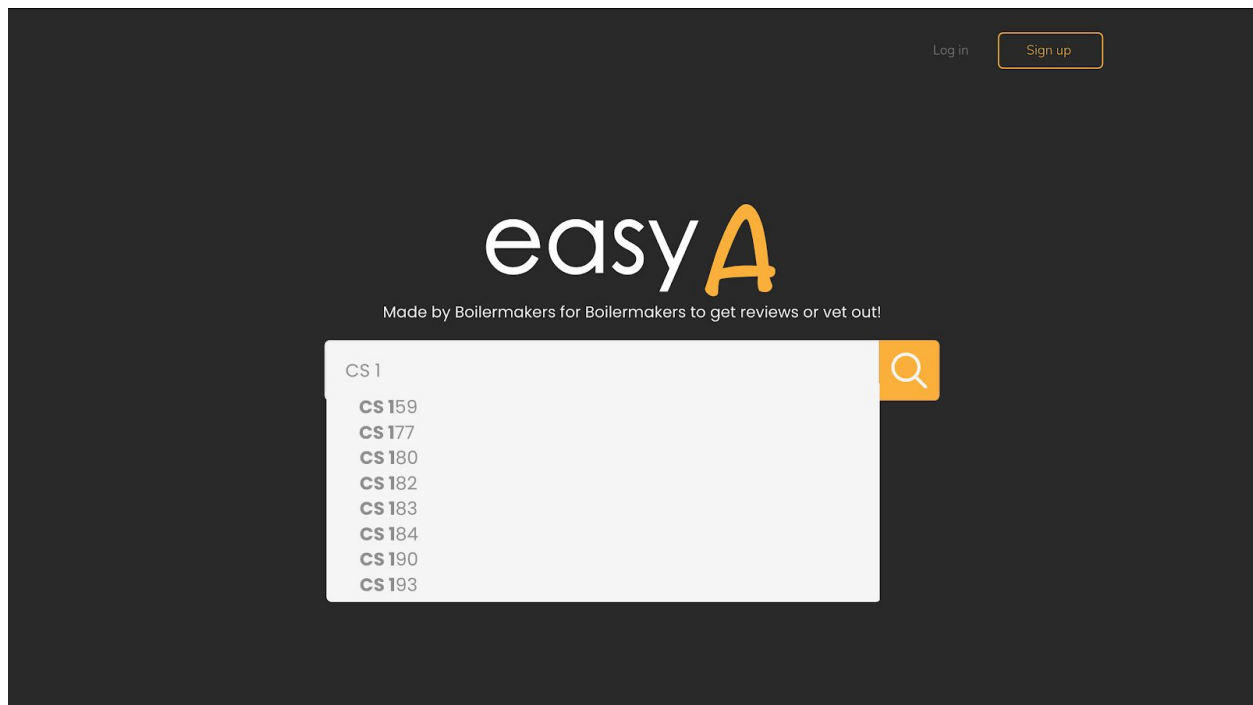 Log in
Sign up
easy A
Made by Boilermakers for Boilermakers to get reviews or vet out!
CS 1
CS 159
CS 177
CS 180
CS 182
CS 183
CS 184
CS 190
CS 193